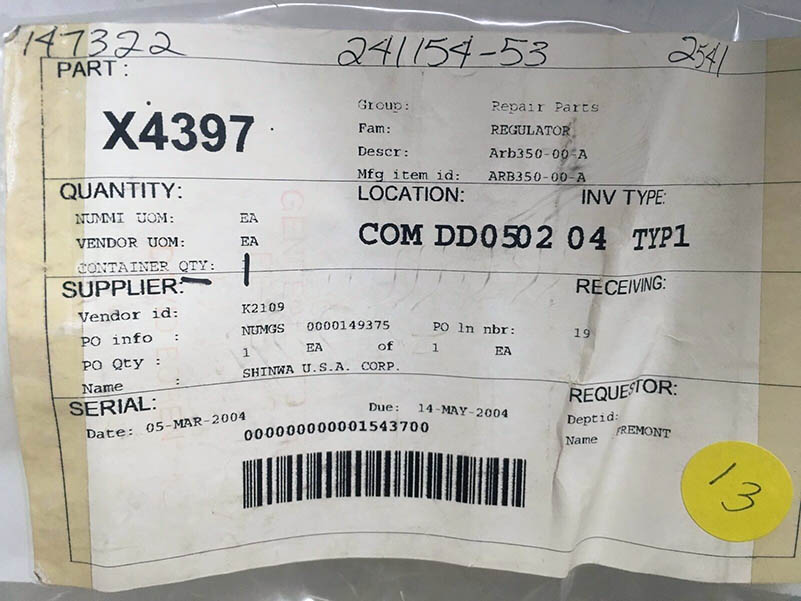 147322 241154-53 2541
PART:
X4397
Group: Repair Parts
Fam: REGULATOR
Descr: Arb350-00-A
Mfg item id: ARB350-00-A
QUANTITY:
NUMMI UOM: EA
VENDOR UOM: EA
CONTAINER QTY: 1
LOCATION: INV TYPE:
COM DD0502 04 TYP1
SUPPLIER: RECEIVING:
Vendor id: K2109
PO info : NUMGS 0000149375 PO ln nbr: 19
PO Qty : 1 EA of 1 EA
Name : SHINWA U.S.A. CORP.
SERIAL:
Date: 05-MAR-2004 Due: 14-MAY-2004
000000000001543700
REQUESTOR:
Deptid:
Name FREMONT
13